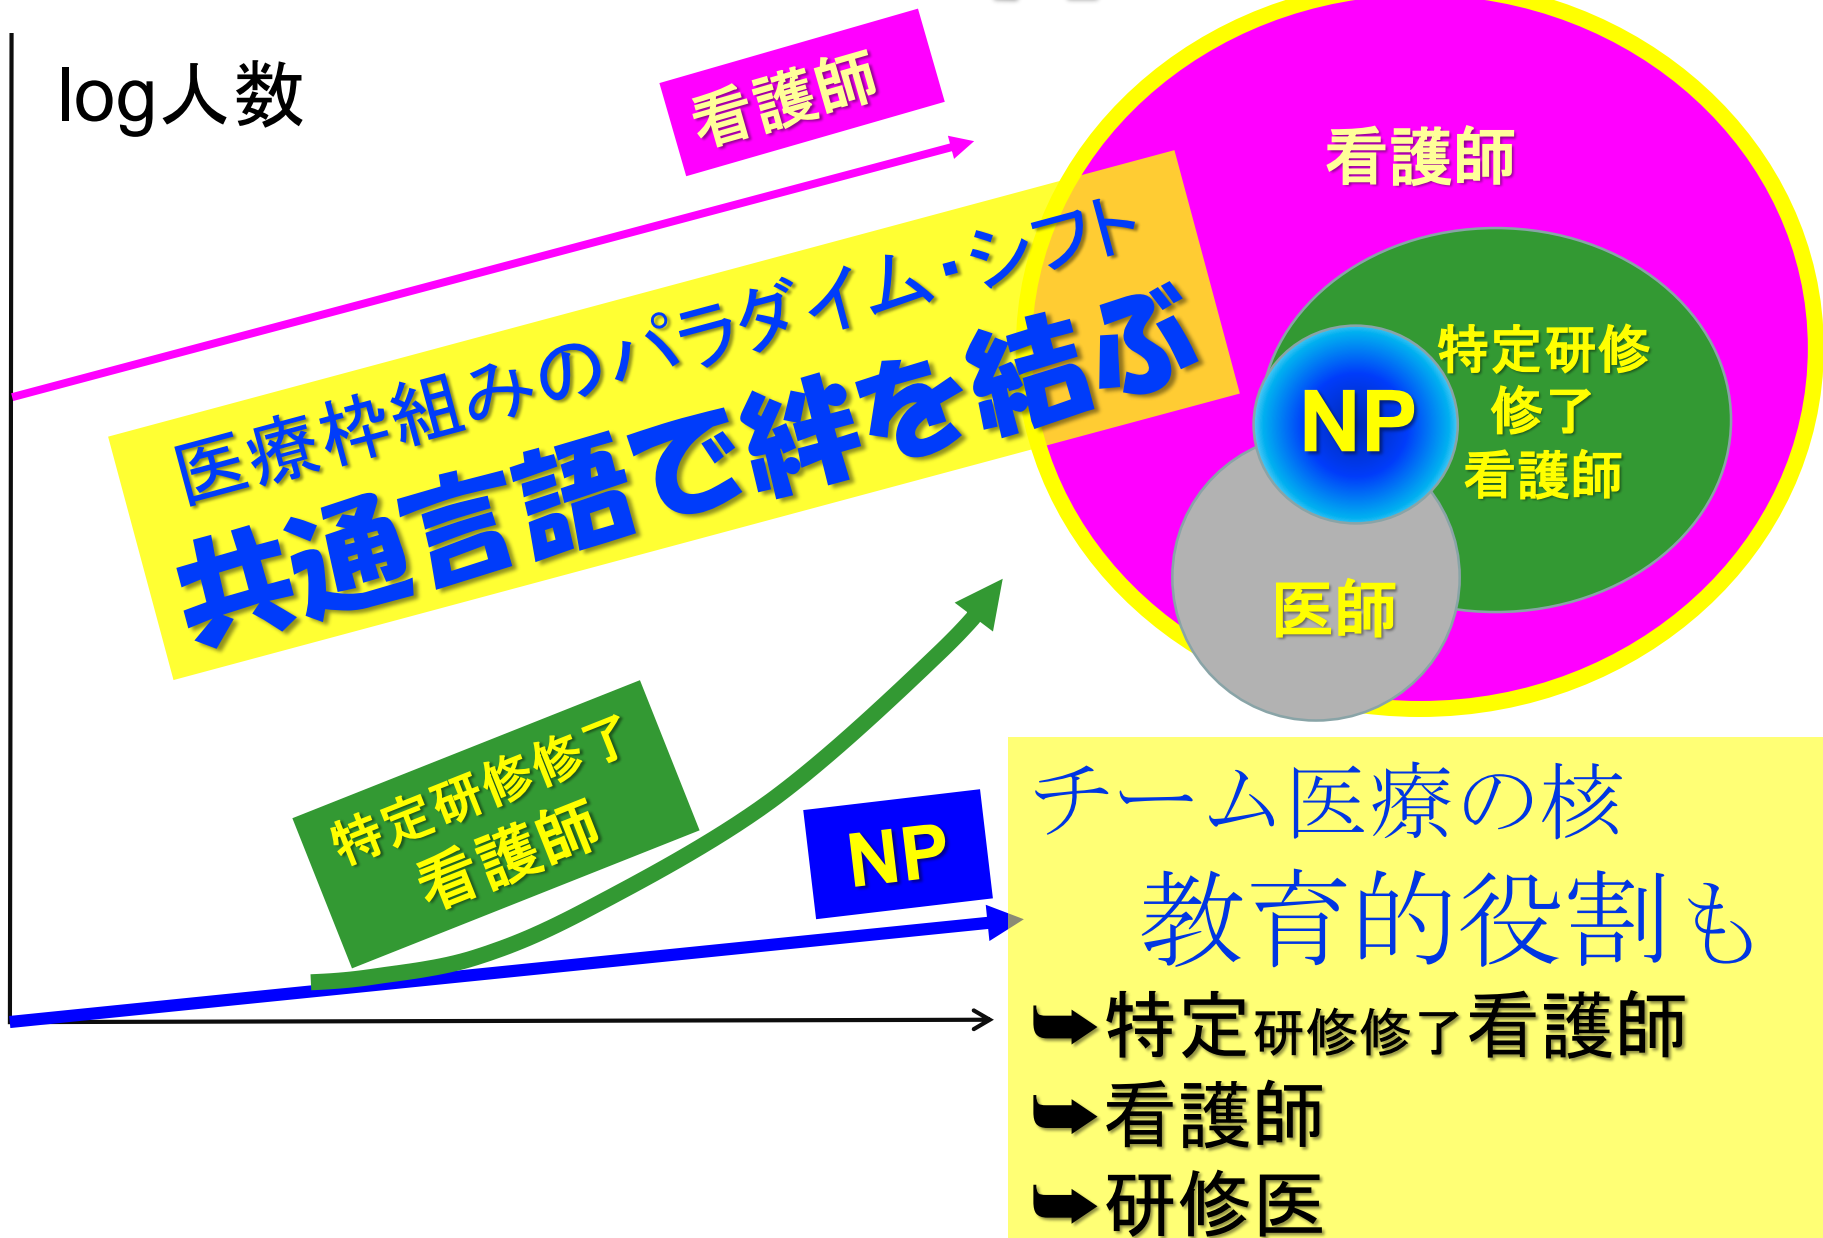 log人数
看護師
医療枠組みのパラダイム・シフト
共通言語で絆を結ぶ
看護師
特定研修
修了
看護師
NP
医師
特定研修修了
看護師
NP
チーム医療の核
教育的役割も
➥特定研修修了看護師
➥看護師
➥研修医